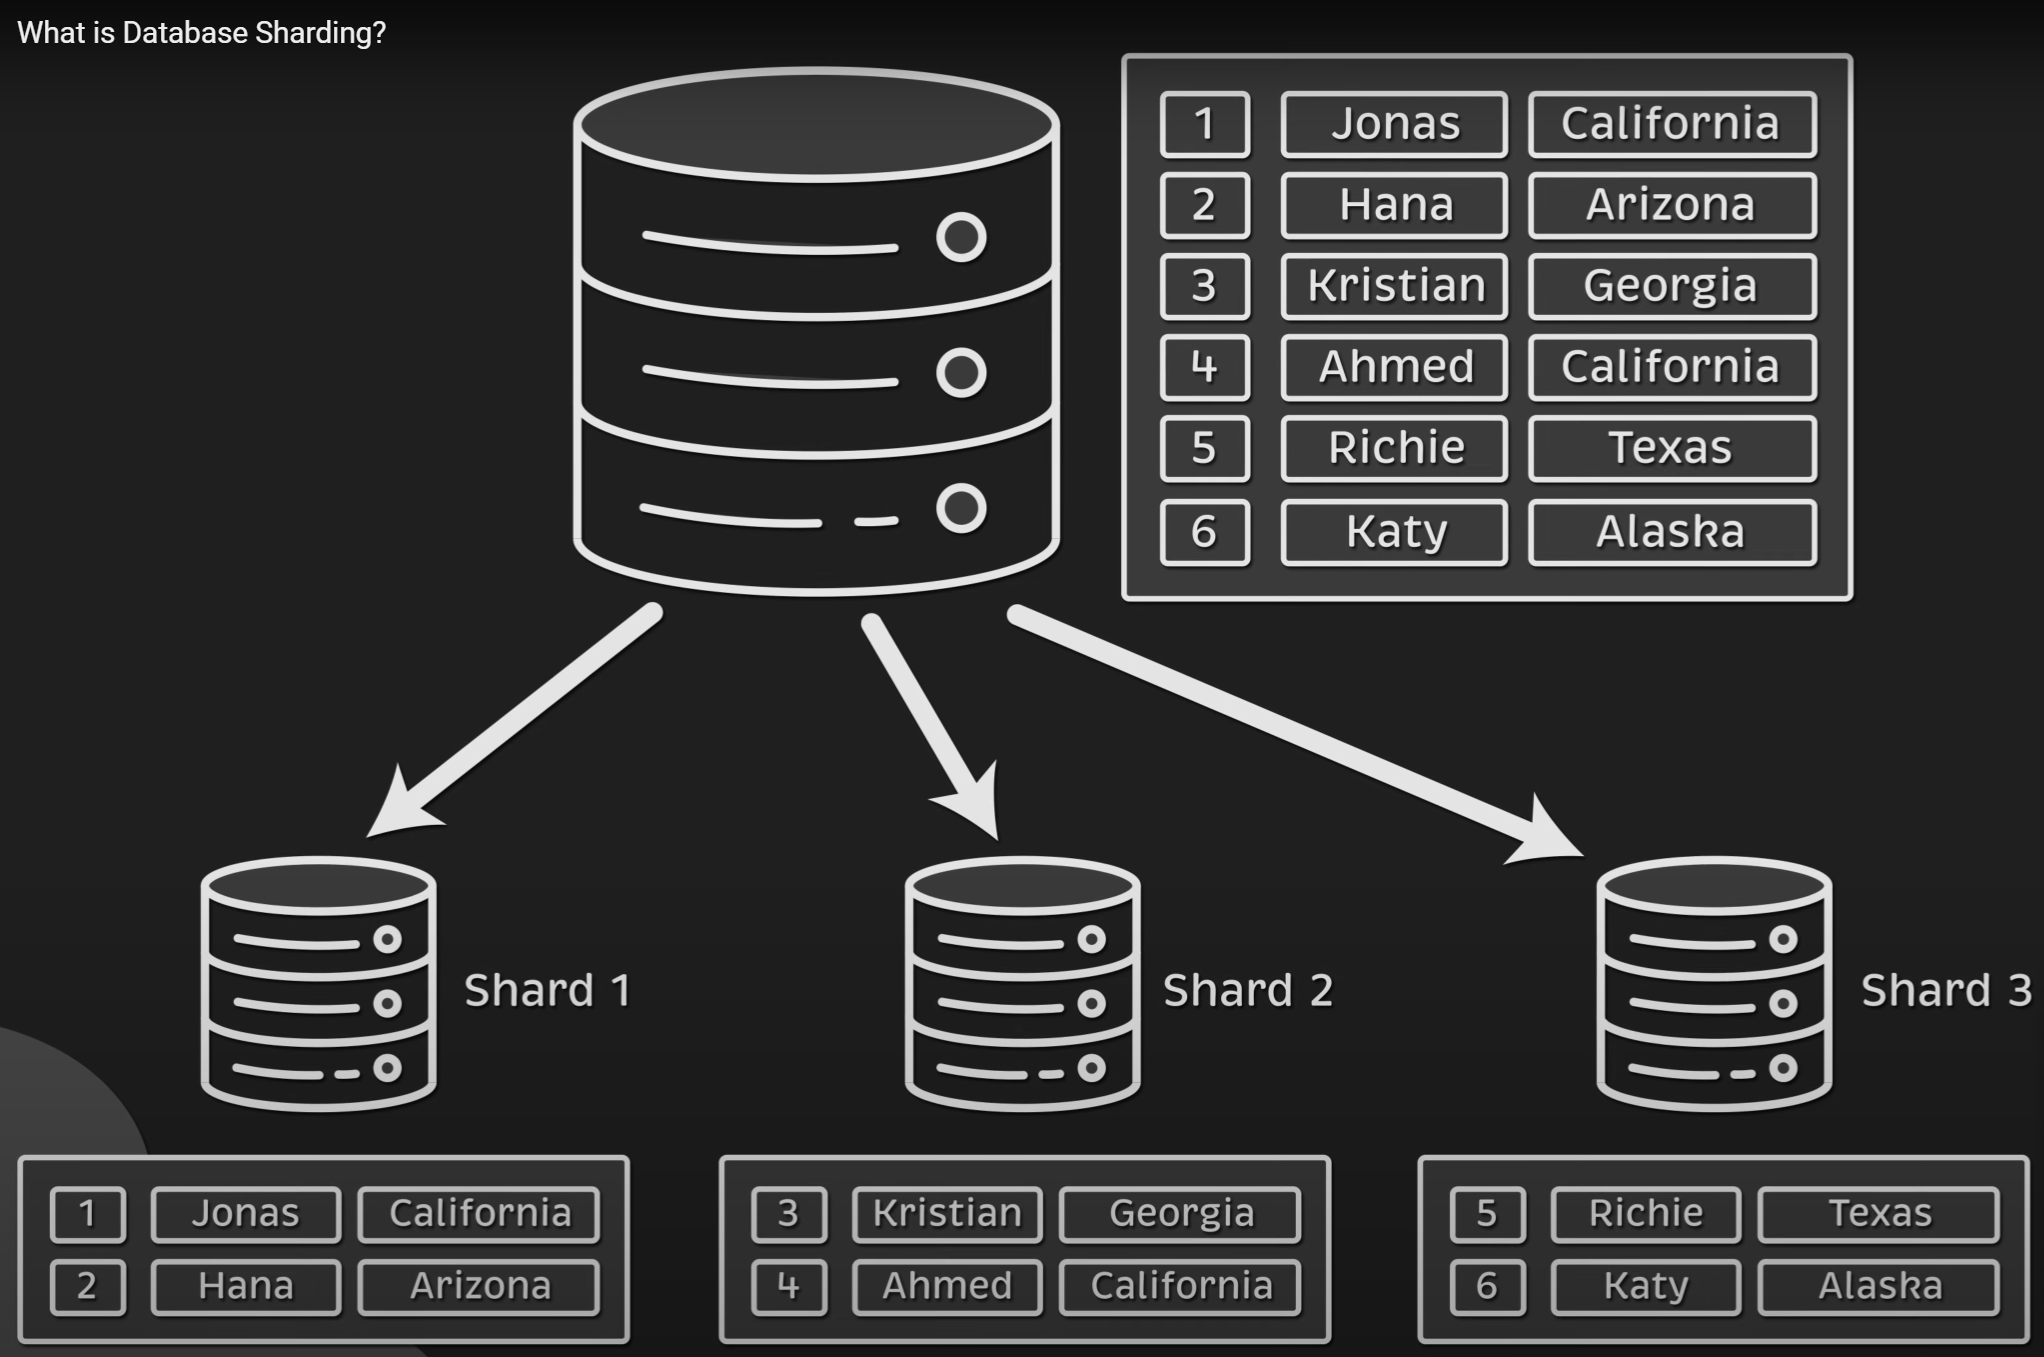 What is Database Sharding?
1 Jonas California
2 Hana Arizona
3 Kristian Georgia
4 Ahmed California
5 Richie Texas
6 Katy Alaska
Shard 1
Shard 2
Shard 3
1 Jonas California
2 Hana Arizona
3 Kristian Georgia
4 Ahmed California
5 Richie Texas
6 Katy Alaska